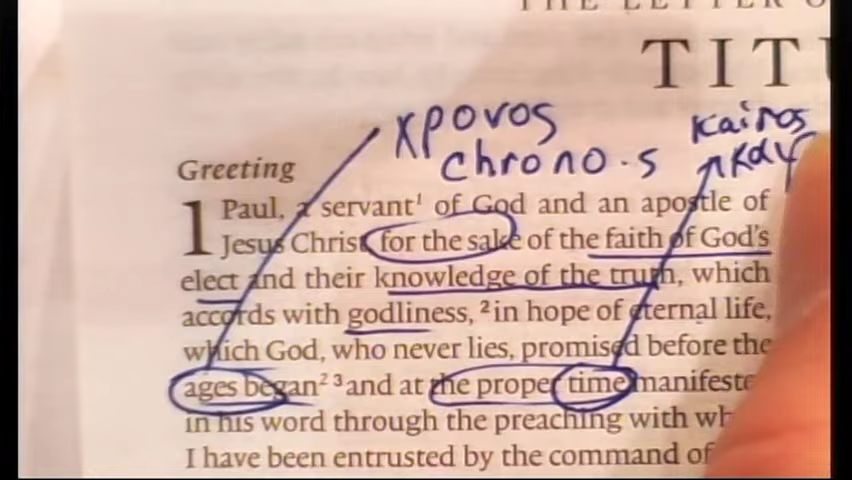 THE LETTER O
TITU
χρονος
chrono.s
Kairos
Greeting
1 Paul, a servant¹ of God and an apostle of
Jesus Christ for the sake of the faith of God's
elect and their knowledge of the truth, which
accords with godliness, ²in hope of eternal life,
which God, who never lies, promised before the
ages began² ³and at the proper time manifeste
in his word through the preaching with wh
I have been entrusted by the command of